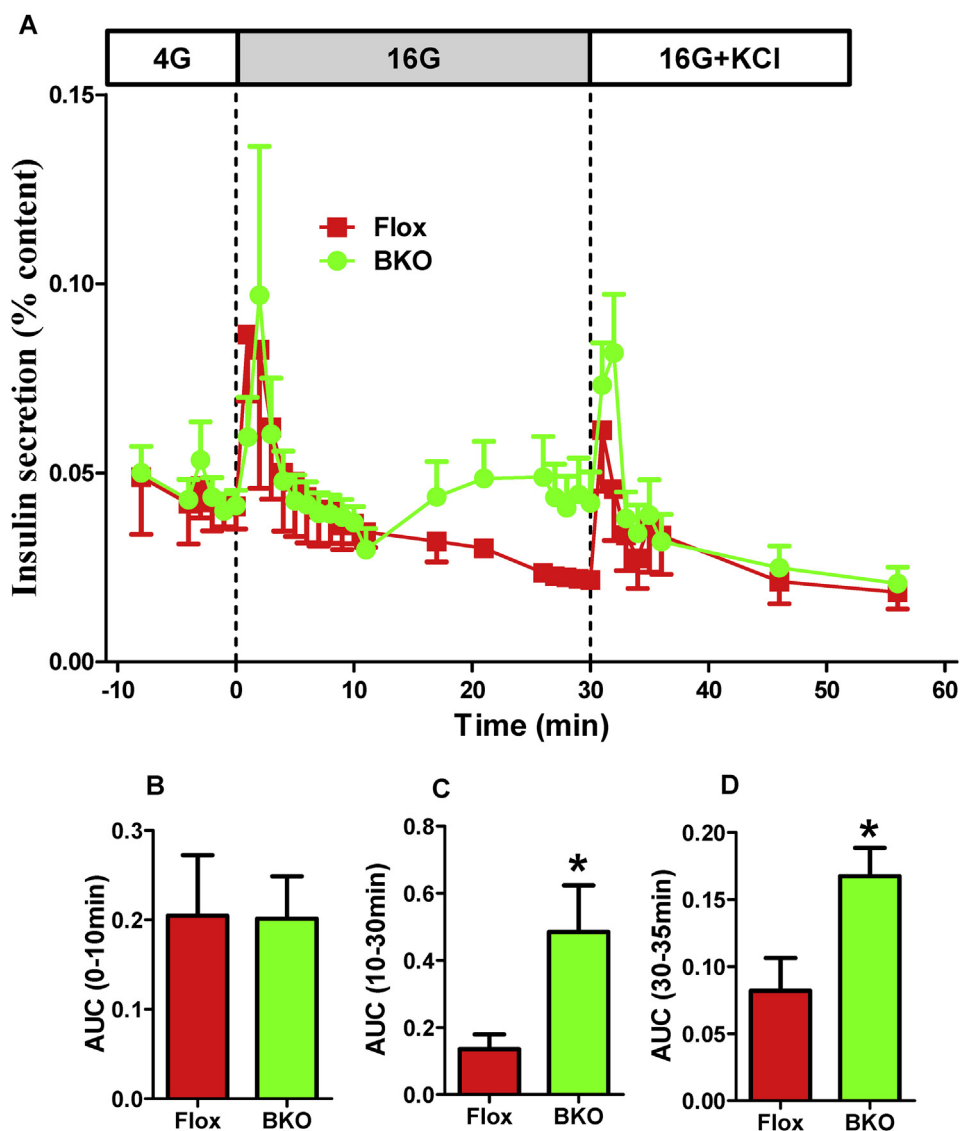 A
4G 16G 16G+KCl
Insulin secretion (% content)
0.15
0.10
0.05
0.00
Flox
BKO
-10 0 10 20 30 40 50 60
Time (min)
B
AUC (0-10min)
0.3
0.2
0.1
0.0
Flox BKO
C
AUC (10-30min)
0.8
0.6
0.4
0.2
0.0
*
Flox BKO
D
AUC (30-35min)
0.20
0.15
0.10
0.05
0.00
*
Flox BKO